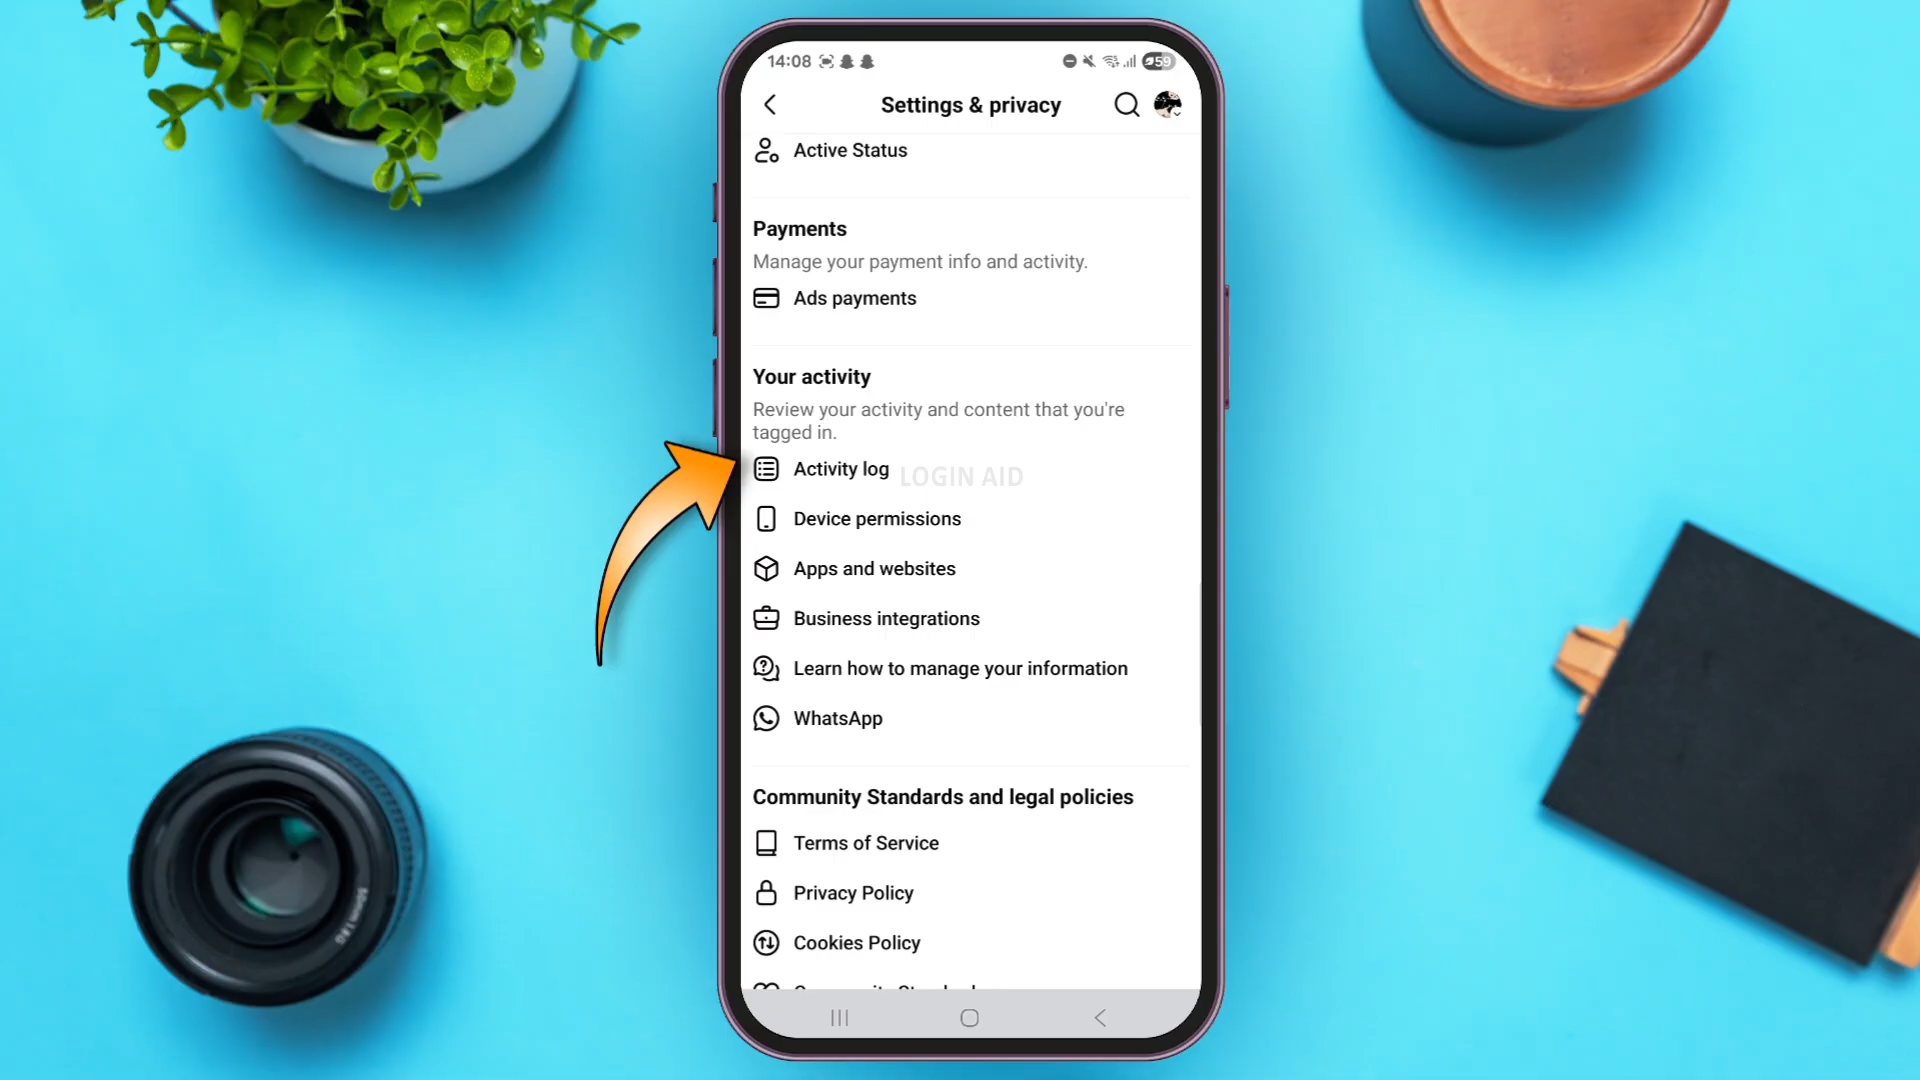 14:08
59
Settings & privacy
Active Status
Payments
Manage your payment info and activity.
Ads payments
Your activity
Review your activity and content that you're
tagged in.
Activity log
LOGIN AID
Device permissions
Apps and websites
Business integrations
Learn how to manage your information
WhatsApp
Community Standards and legal policies
Terms of Service
Privacy Policy
Cookies Policy